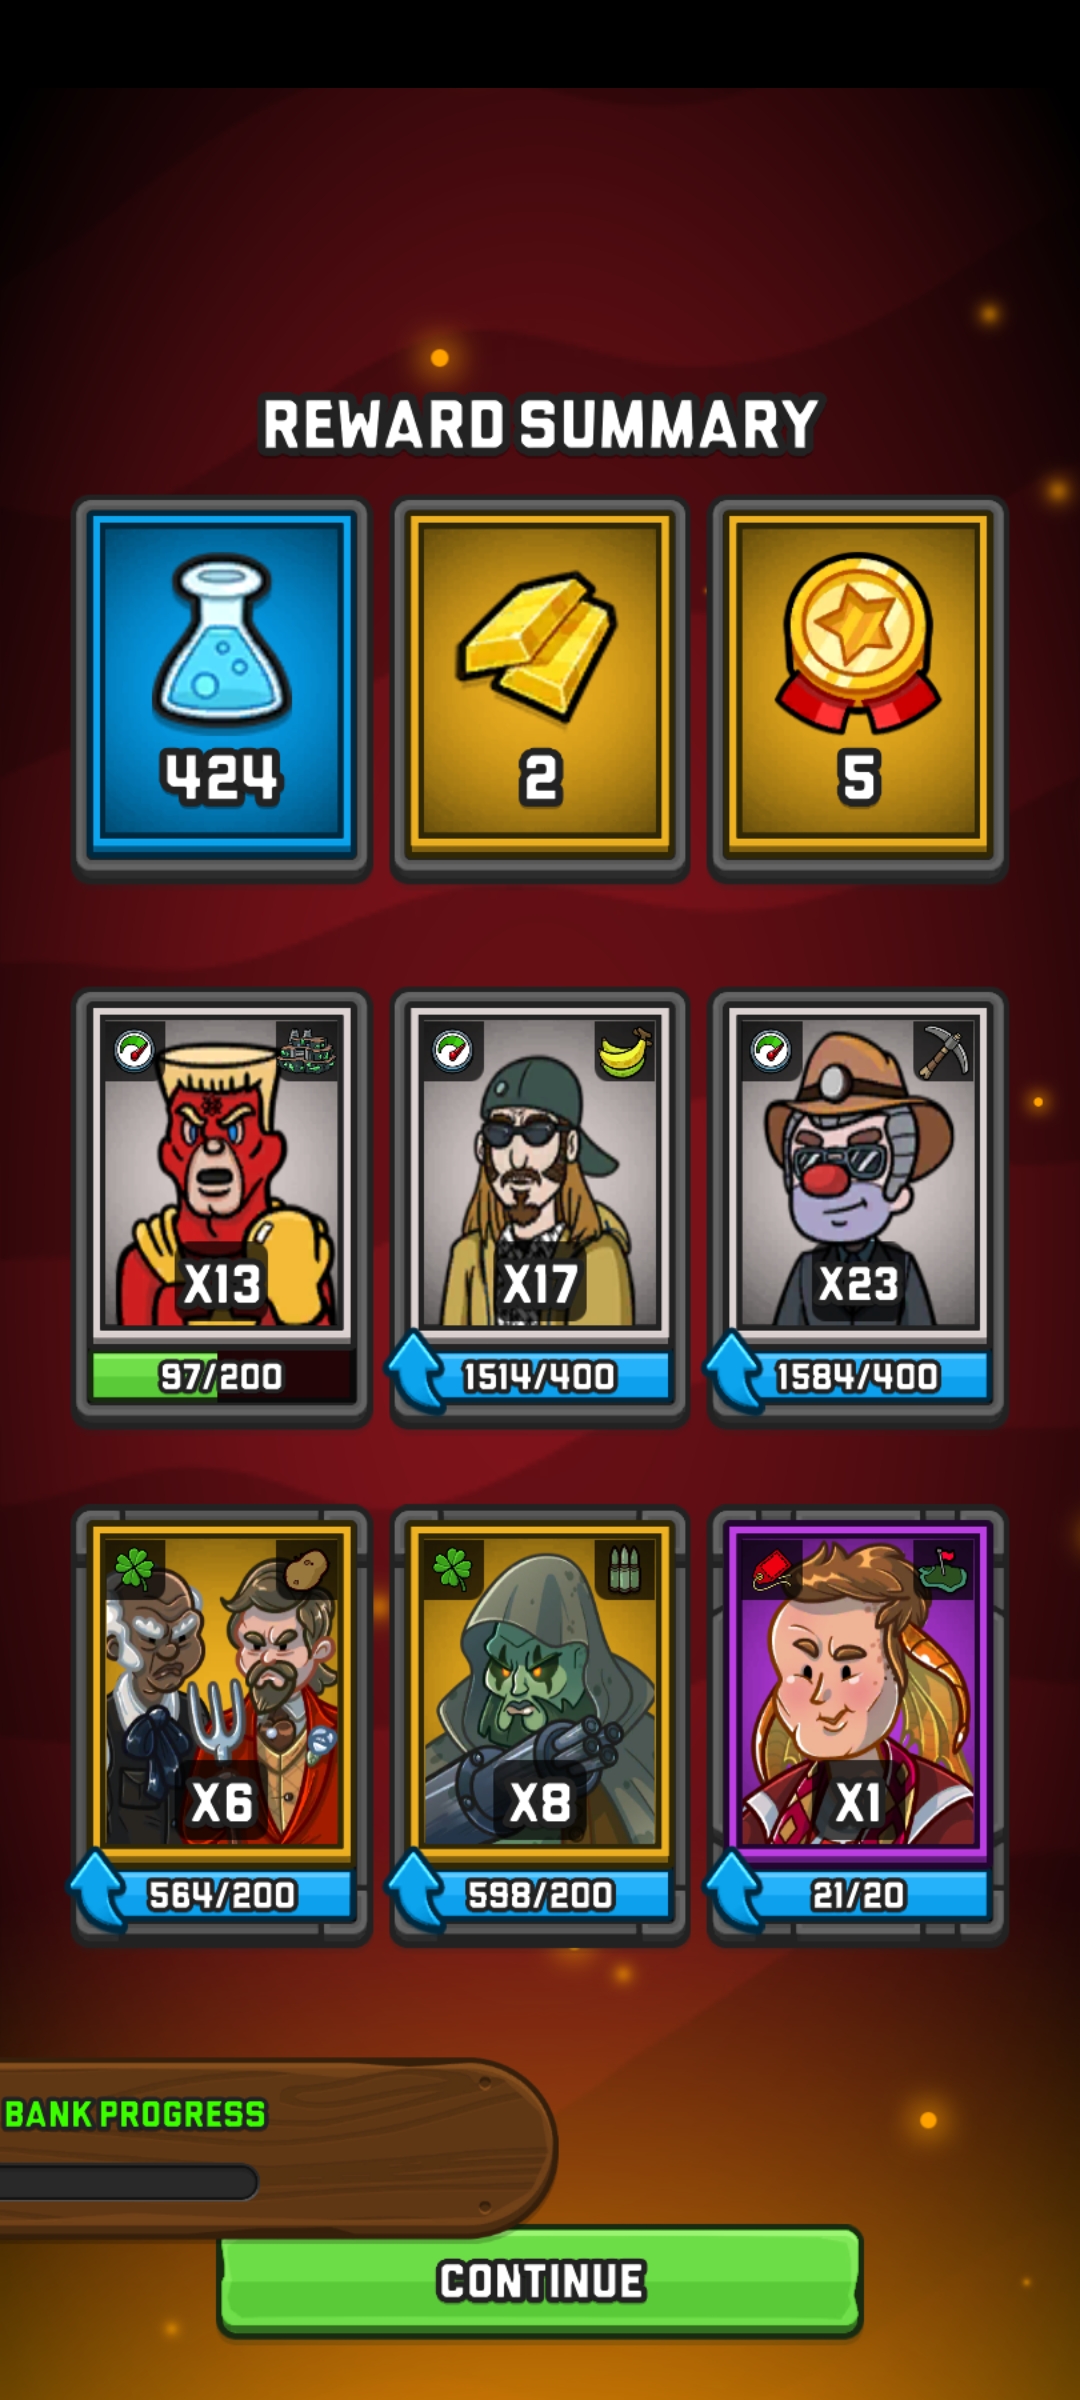 REWARD SUMMARY
424
2
5
X13
X17
X23
97/200
1514/400
1584/400
X6
X8
X1
564/200
598/200
21/20
BANK PROGRESS
CONTINUE